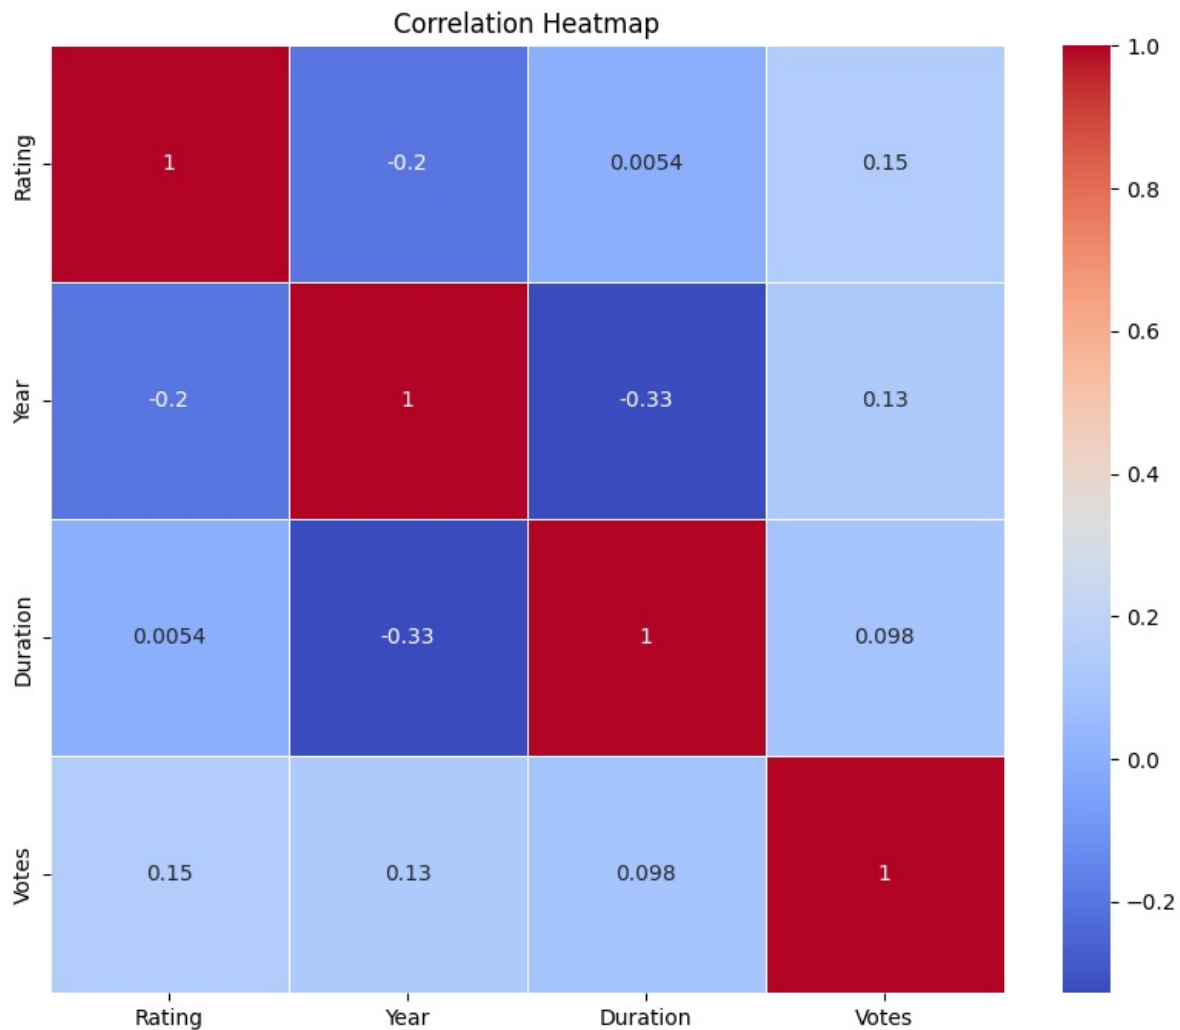 Correlation Heatmap
Rating 1 -0.2 0.0054 0.15
Year -0.2 1 -0.33 0.13
Duration 0.0054 -0.33 1 0.098
Votes 0.15 0.13 0.098 1
Rating Year Duration Votes
1.0
0.8
0.6
0.4
0.2
0.0
−0.2